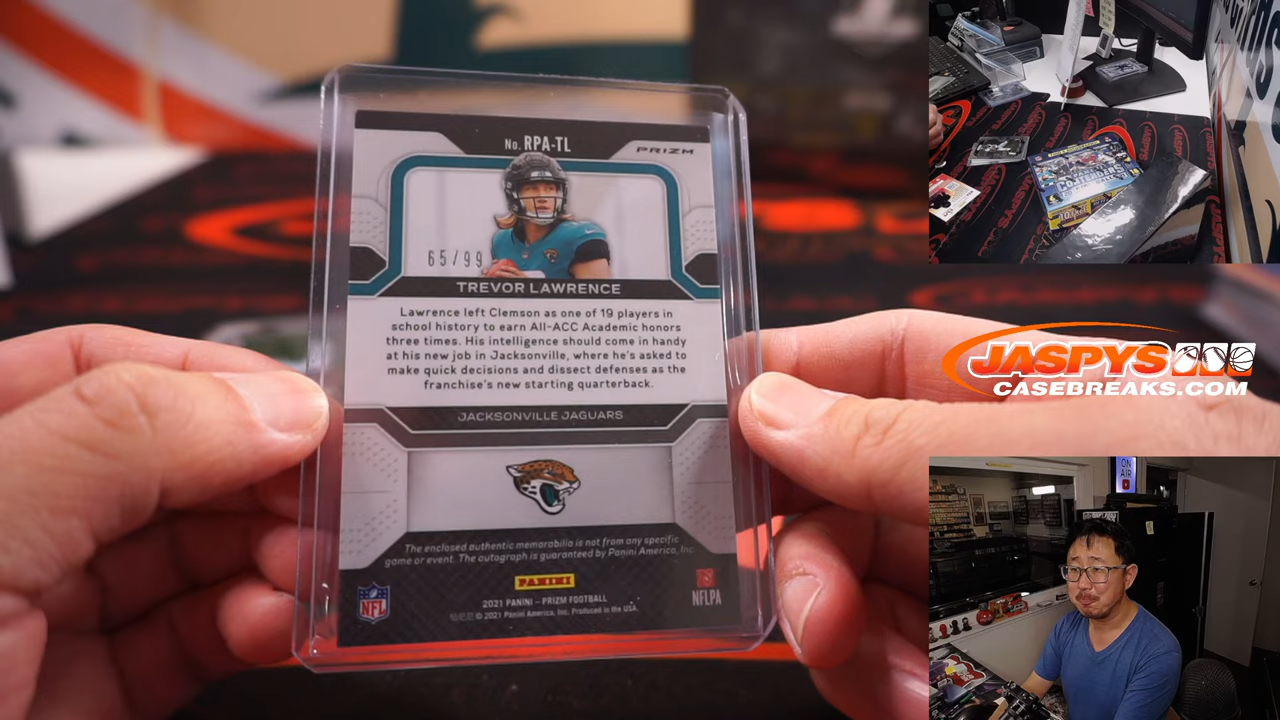 No. RPA-TL
PRIZM
65/99
TREVOR LAWRENCE
Lawrence left Clemson as one of 19 players in
school history to earn All-ACC Academic honors
three times. His intelligence should come in handy
at his new job in Jacksonville, where he's asked to
make quick decisions and dissect defenses as the
franchise's new starting quarterback.
JACKSONVILLE JAGUARS
The enclosed authentic memorabilia is not from any specific
game or event. The autograph is guaranteed by Panini America, Inc.
PANINI
2021 PANINI – PRIZM FOOTBALL
© 2021 Panini America, Inc. Produced in the USA.
NFL
NFLPA
JASPYS
CASEBREAKS.COM
ON
AIR